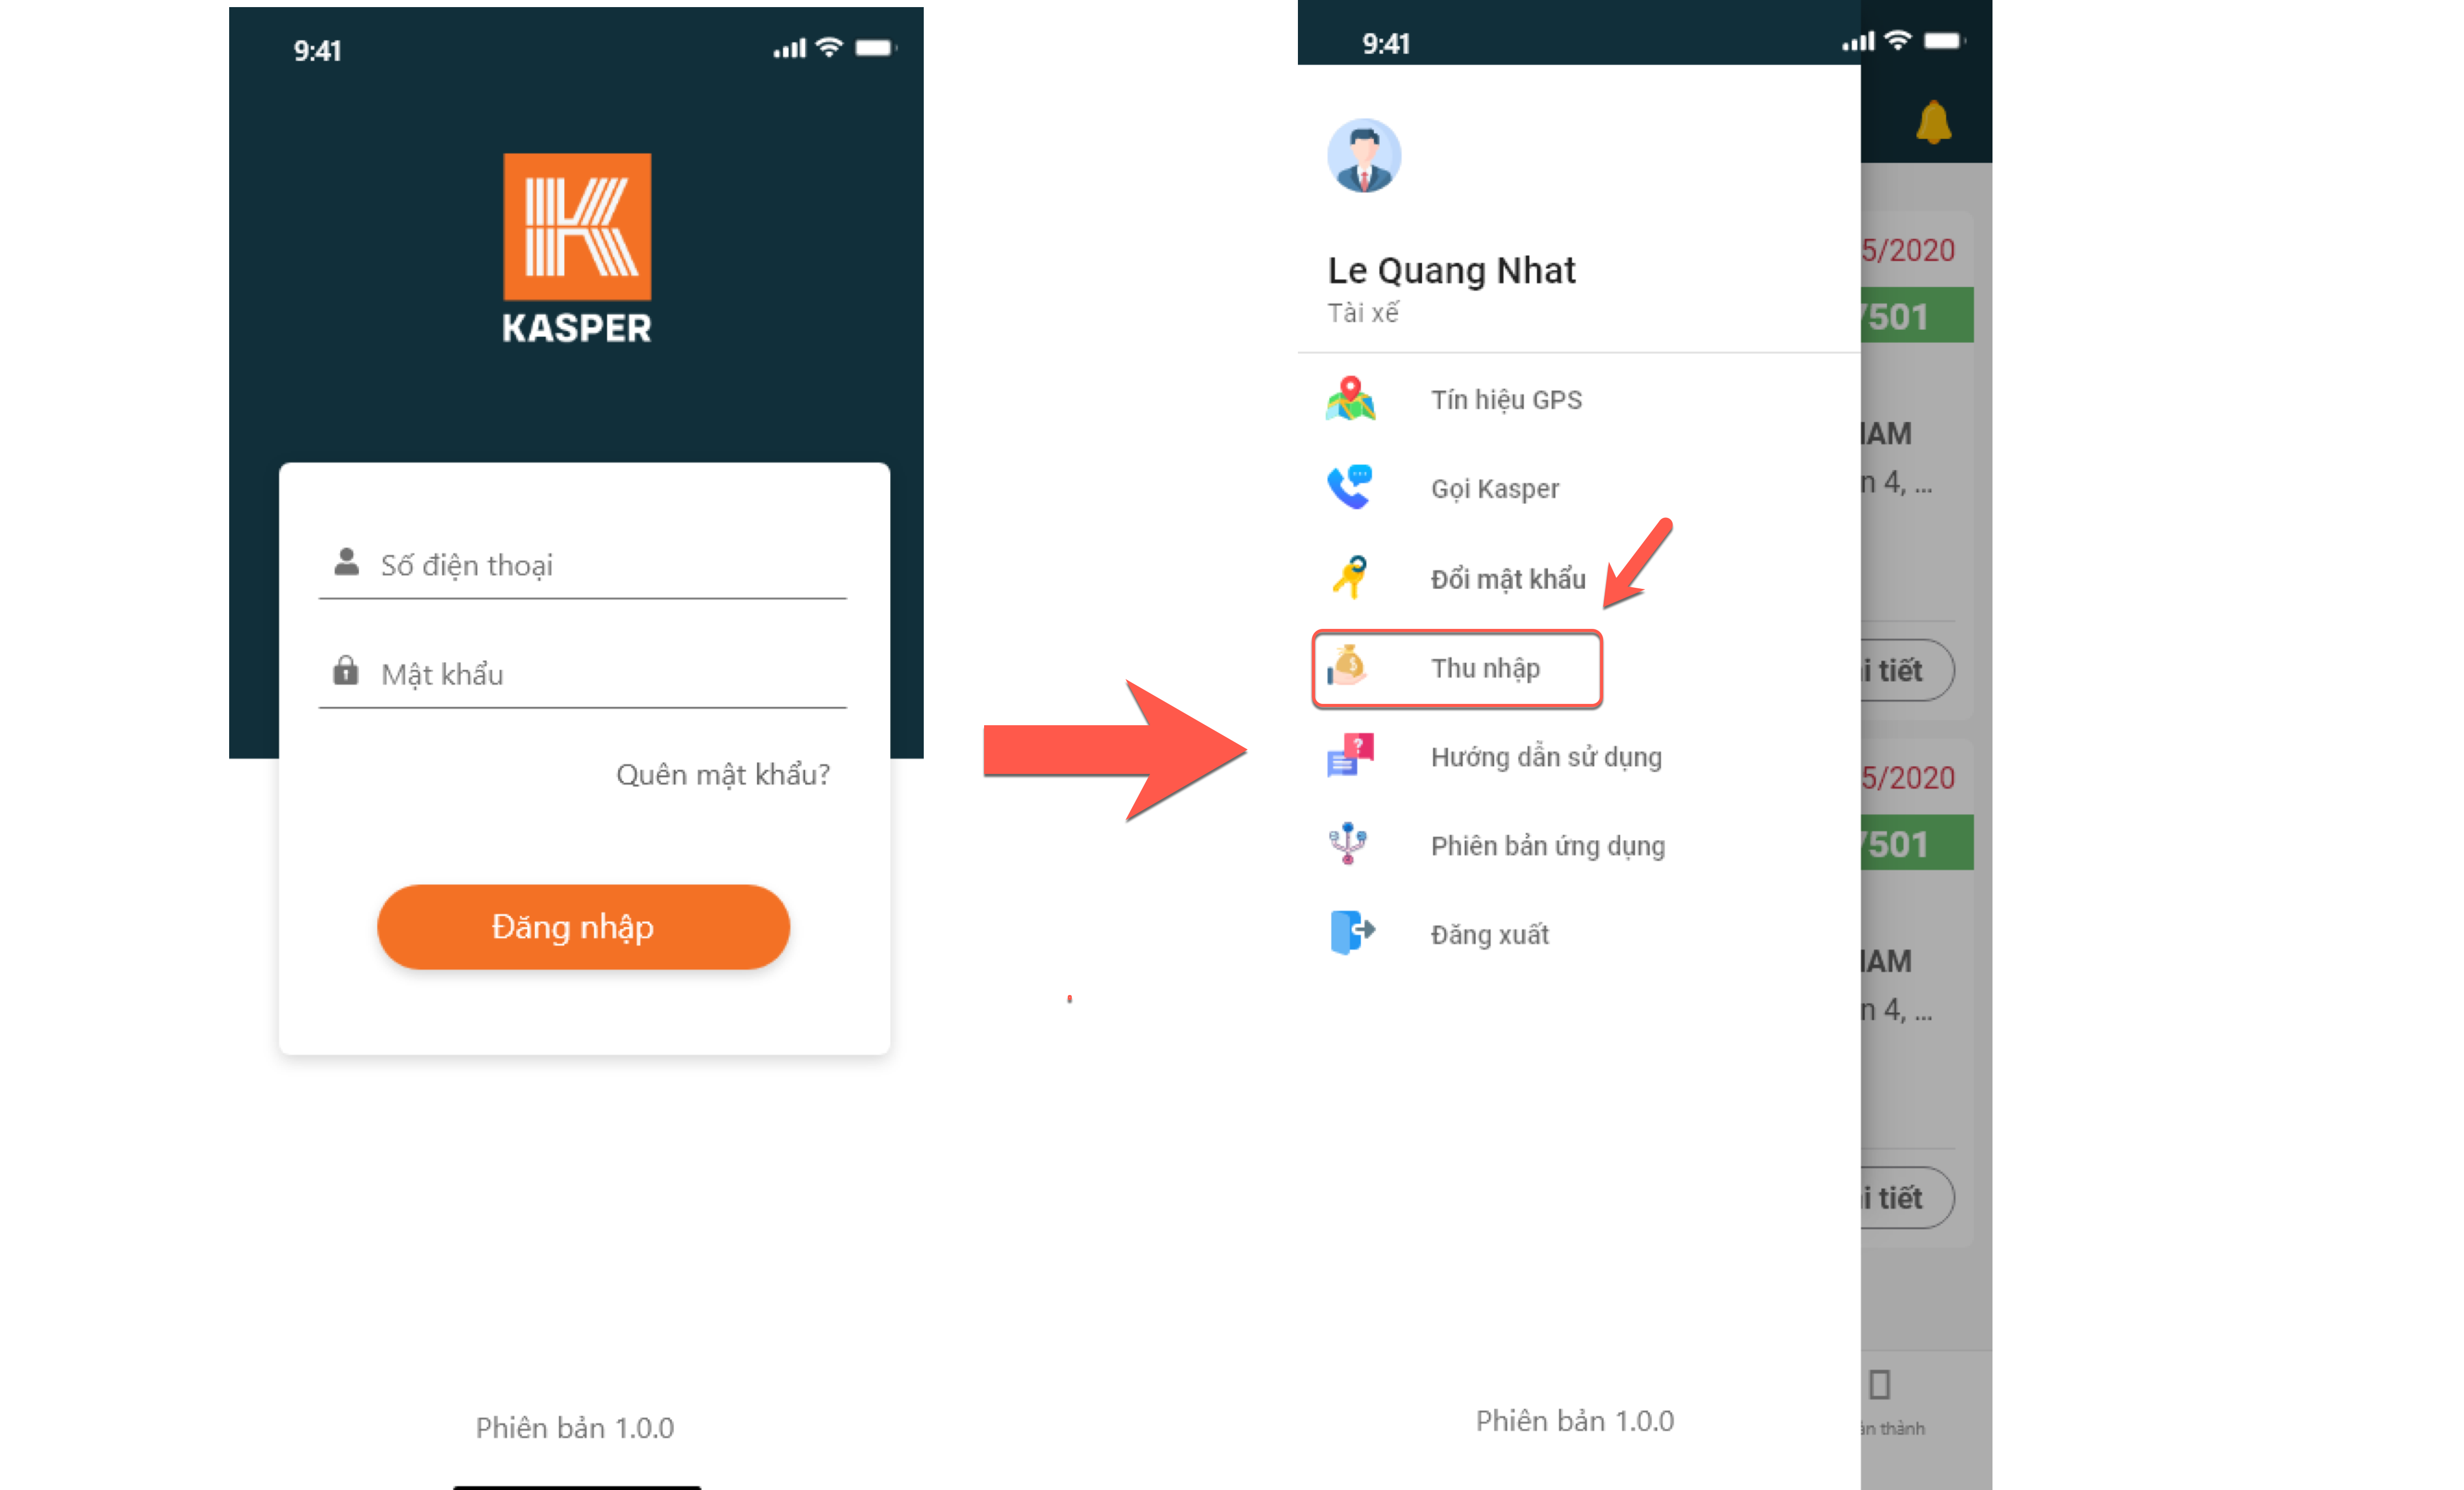 9:41
KASPER
Số điện thoại
Mật khẩu
Quên mật khẩu?
Đăng nhập
Phiên bản 1.0.0
9:41
Le Quang Nhat
Tài xế
Tín hiệu GPS
Gọi Kasper
Đổi mật khẩu
Thu nhập
Hướng dẫn sử dụng
Phiên bản ứng dụng
Đăng xuất
Phiên bản 1.0.0
5/2020
501
AM
n 4, ...
i tiết
5/2020
501
AM
n 4, ...
i tiết
àn thành